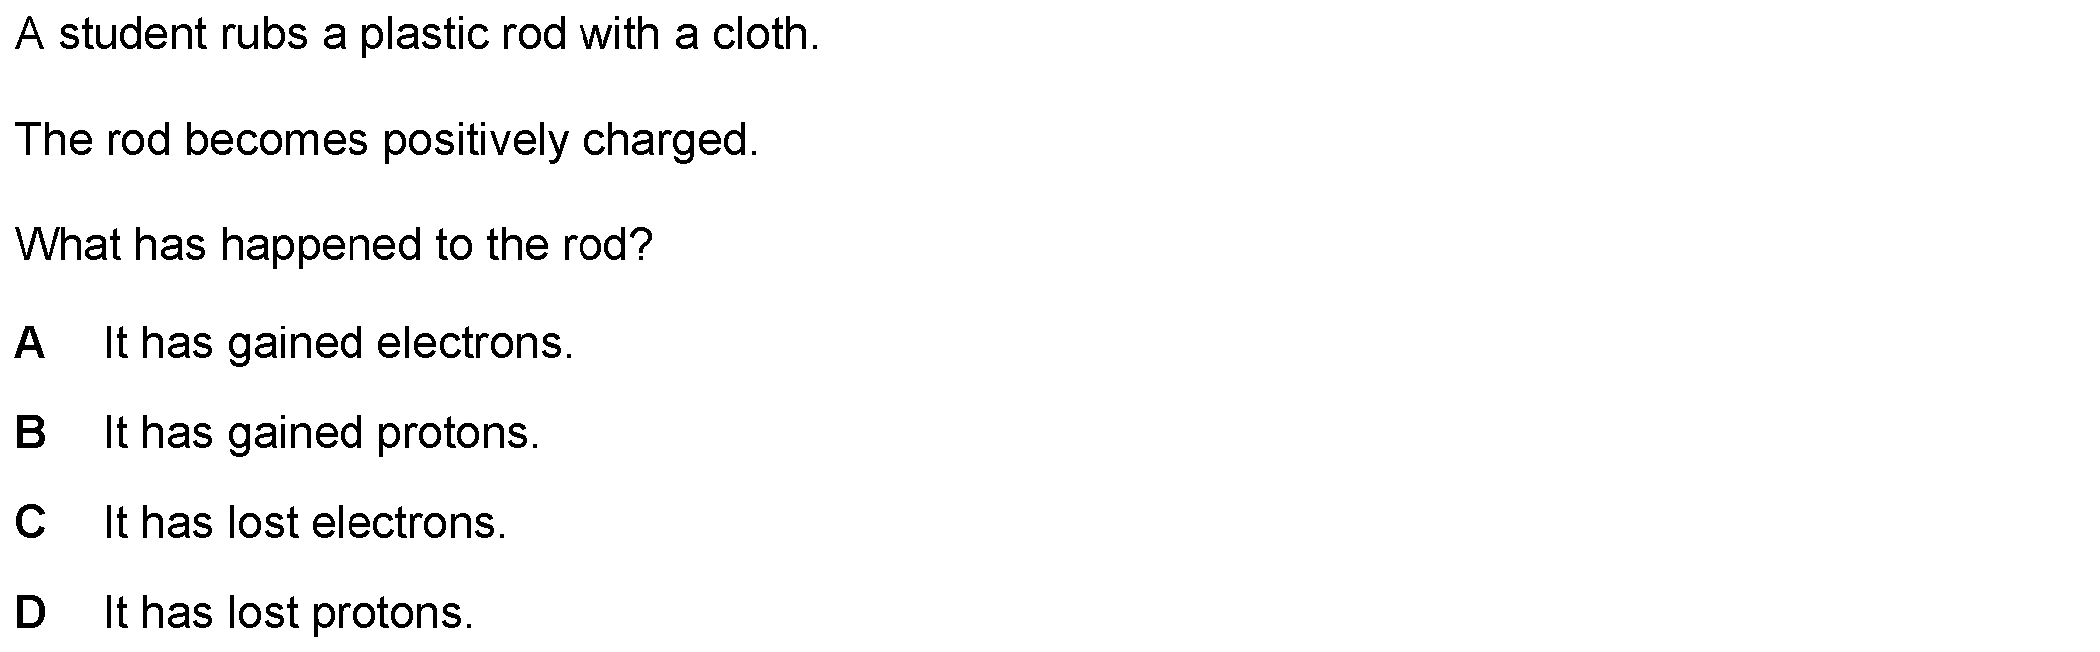 A student rubs a plastic rod with a cloth.
The rod becomes positively charged.
What has happened to the rod?
A It has gained electrons.
B It has gained protons.
C It has lost electrons.
D It has lost protons.